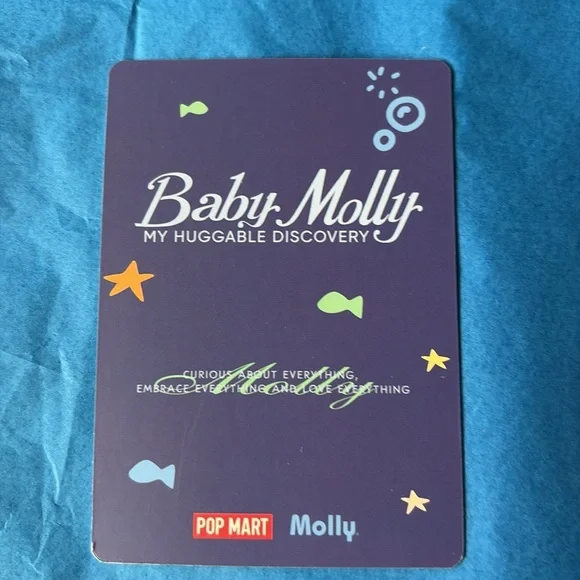 Baby Molly
MY HUGGABLE DISCOVERY
CURIOUS ABOUT EVERYTHING,
Molly
EMBRACE EVERYTHING AND LOVE EVERYTHING
POP MART Molly